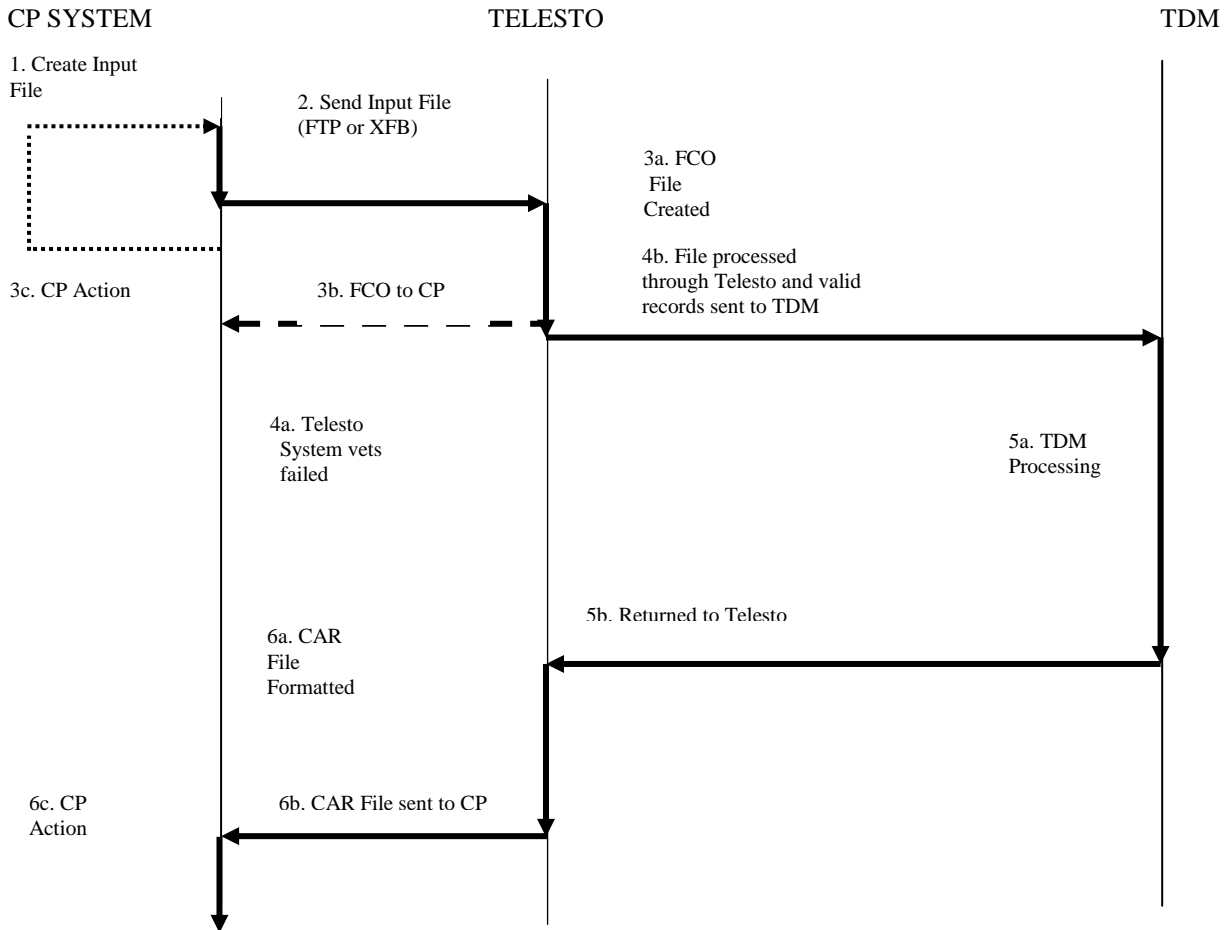 CP SYSTEM
TELESTO
TDM
1. Create Input
File
2. Send Input File
(FTP or XFB)
3a. FCO
File
Created
4b. File processed
through Telesto and valid
records sent to TDM
3c. CP Action
3b. FCO to CP
4a. Telesto
System vets
failed
5a. TDM
Processing
5b. Returned to Telesto
6a. CAR
File
Formatted
6c. CP
Action
6b. CAR File sent to CP